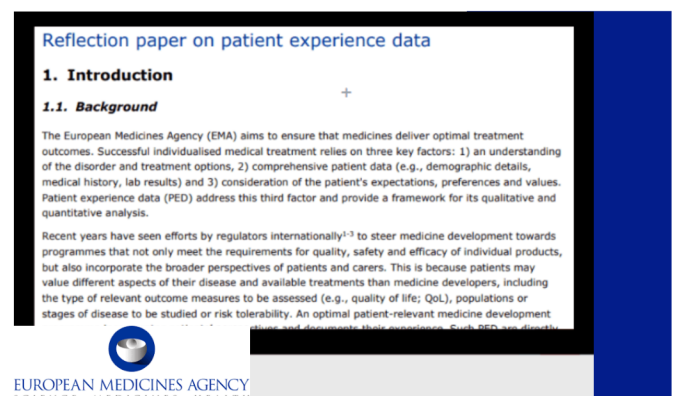 Reflection paper on patient experience data
1. Introduction
1.1. Background
The European Medicines Agency (EMA) aims to ensure that medicines deliver optimal treatment
outcomes. Successful individualised medical treatment relies on three key factors: 1) an understanding
of the disorder and treatment options, 2) comprehensive patient data (e.g., demographic details,
medical history, lab results) and 3) consideration of the patient's expectations, preferences and values.
Patient experience data (PED) address this third factor and provide a framework for its qualitative and
quantitative analysis.
Recent years have seen efforts by regulators internationally¹⁻³ to steer medicine development towards
programmes that not only meet the requirements for quality, safety and efficacy of individual products,
but also incorporate the broader perspectives of patients and carers. This is because patients may
value different aspects of their disease and available treatments than medicine developers, including
the type of relevant outcome measures to be assessed (e.g., quality of life; QoL), populations or
stages of disease to be studied or risk tolerability. An optimal patient-relevant medicine development
and documents their experience. Such PED are directly
EUROPEAN MEDICINES AGENCY